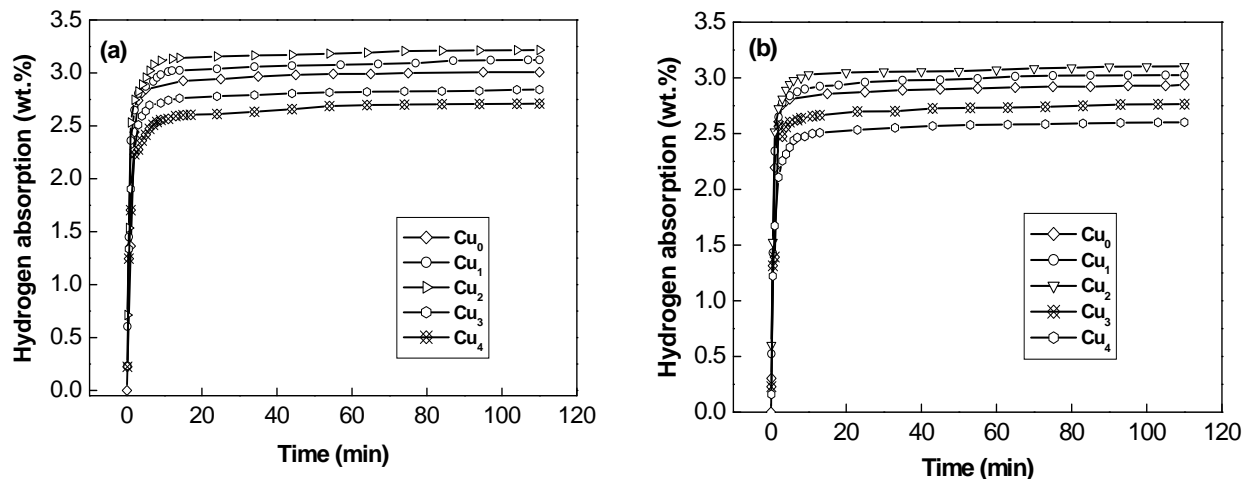 (a)
Hydrogen absorption (wt.%)
3.5
3.0
2.5
2.0
1.5
1.0
0.5
0.0
Cu0
Cu1
Cu2
Cu3
Cu4
0 20 40 60 80 100 120
Time (min)
(b)
Hydrogen absorption (wt.%)
3.5
3.0
2.5
2.0
1.5
1.0
0.5
0.0
Cu0
Cu1
Cu2
Cu3
Cu4
0 20 40 60 80 100 120
Time (min)